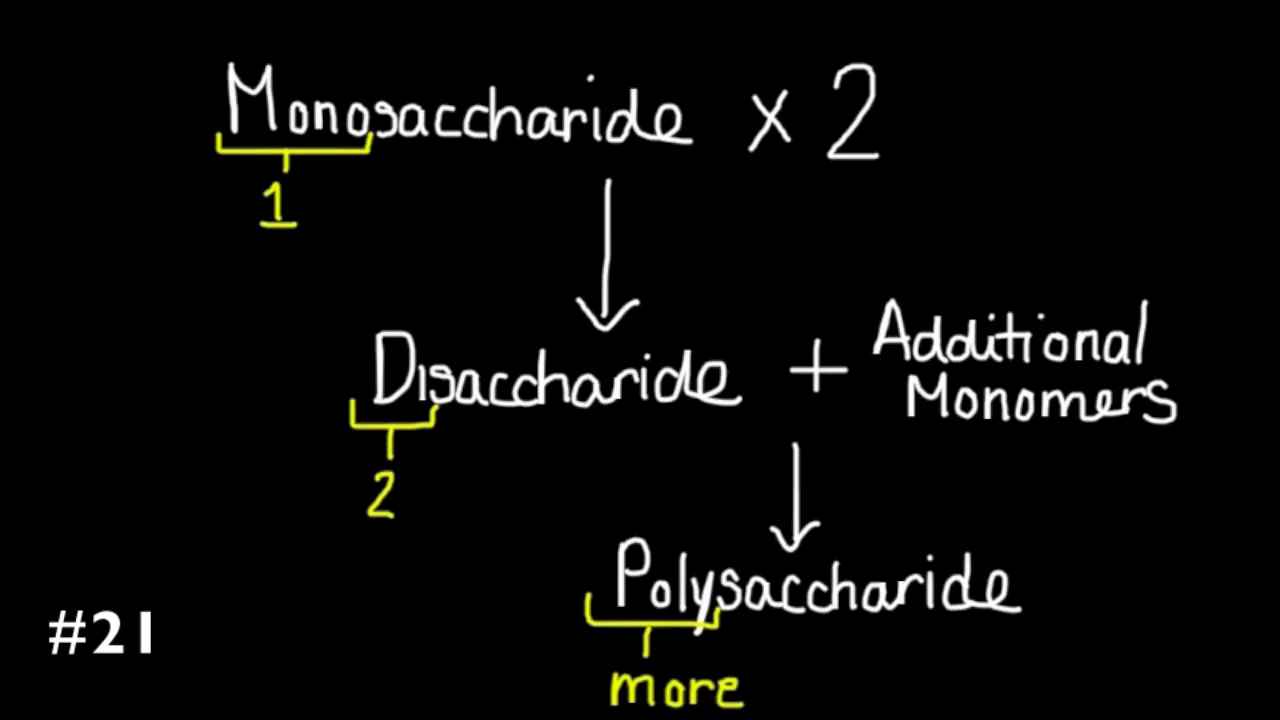 Monosaccharide x 2
1
Disaccharide + Additional
Monomers
2
Polysaccharide
#21
more